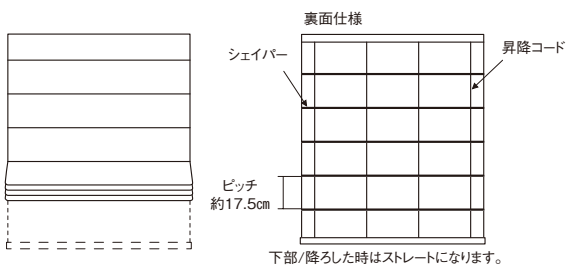 裏面仕様
シェイパー
昇降コード
ピッチ
約17.5㎝
下部/降ろした時はストレートになります。